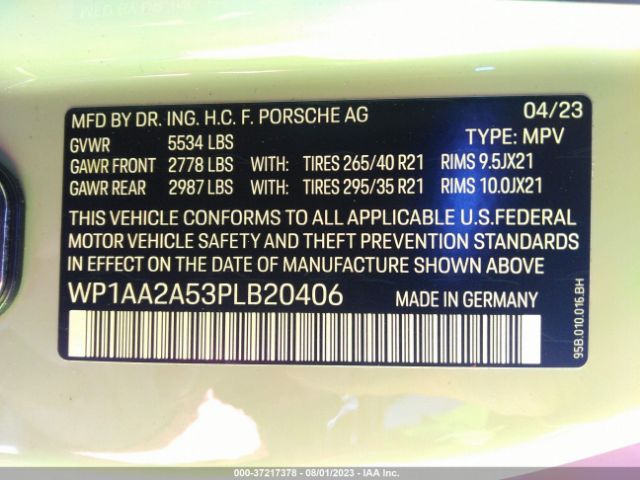 MFD BY DR. ING. H.C. F. PORSCHE AG 04/23
GVWR 5534 LBS TYPE: MPV
GAWR FRONT 2778 LBS WITH: TIRES 265/40 R21 RIMS 9.5JX21
GAWR REAR 2987 LBS WITH: TIRES 295/35 R21 RIMS 10.0JX21
THIS VEHICLE CONFORMS TO ALL APPLICABLE U.S.FEDERAL
MOTOR VEHICLE SAFETY AND THEFT PREVENTION STANDARDS
IN EFFECT ON THE DATE OF MANUFACTURE SHOWN ABOVE
WP1AA2A53PLB20406 MADE IN GERMANY
95B.010.016.BH
000-37217378 - 08/01/2023 - IAA Inc.